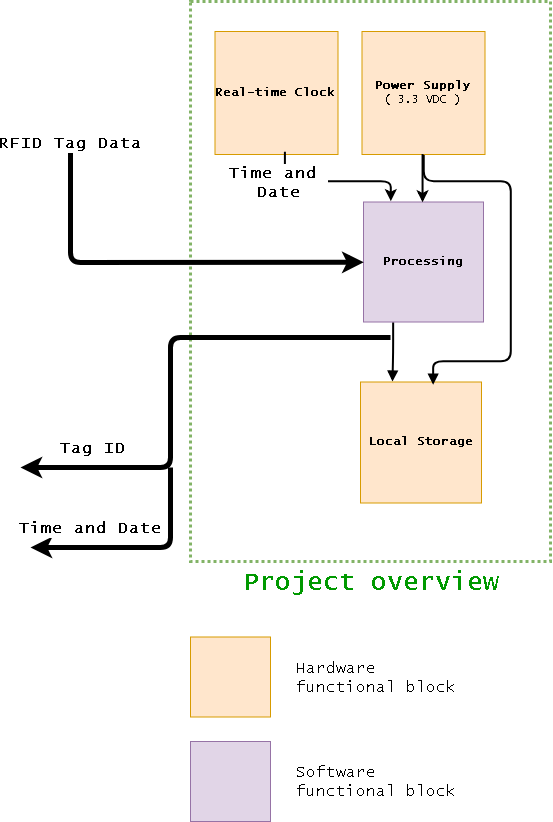 Real-time Clock
Power Supply
( 3.3 VDC )
RFID Tag Data
Time and
Date
Processing
Local Storage
Tag ID
Time and Date
Project overview
Hardware
functional block
Software
functional block